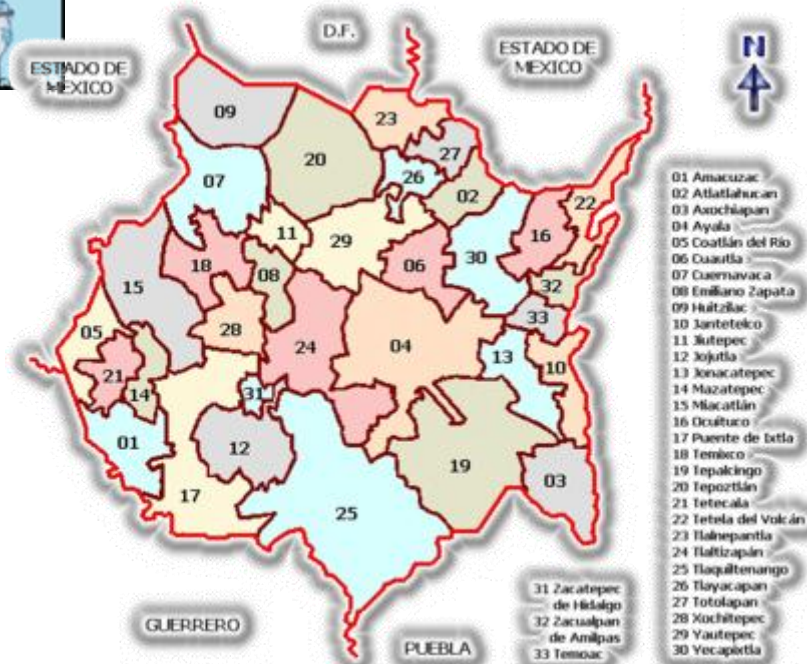 D.F.
ESTADO DE
MEXICO
ESTADO DE
MEXICO
N
09
23
20
27
07
26
02
22
11
29
16
18
06
30
15
08
32
05
28
33
24
04
13
10
21
14
31
01
12
19
03
17
25
GUERRERO
PUEBLA
01 Amacuzac
02 Atlatlahucan
03 Axochiapan
04 Ayala
05 Coatlán del Río
06 Cuautla
07 Cuernavaca
08 Emiliano Zapata
09 Huitzilac
10 Jantetelco
11 Jiutepec
12 Jojutla
13 Jonacatepec
14 Mazatepec
15 Miacatlán
16 Ocuituco
17 Puente de Ixtla
18 Temixco
19 Tepalcingo
20 Tepoztlán
21 Tetecala
22 Tetela del Volcán
23 Tlalnepantla
24 Tlaltizapán
25 Tlaquiltenango
26 Tlayacapan
27 Totolapan
28 Xochitepec
29 Yautepec
30 Yecapixtla
31 Zacatepec
de Hidalgo
32 Zacualpan
de Amilpas
33 Temoac